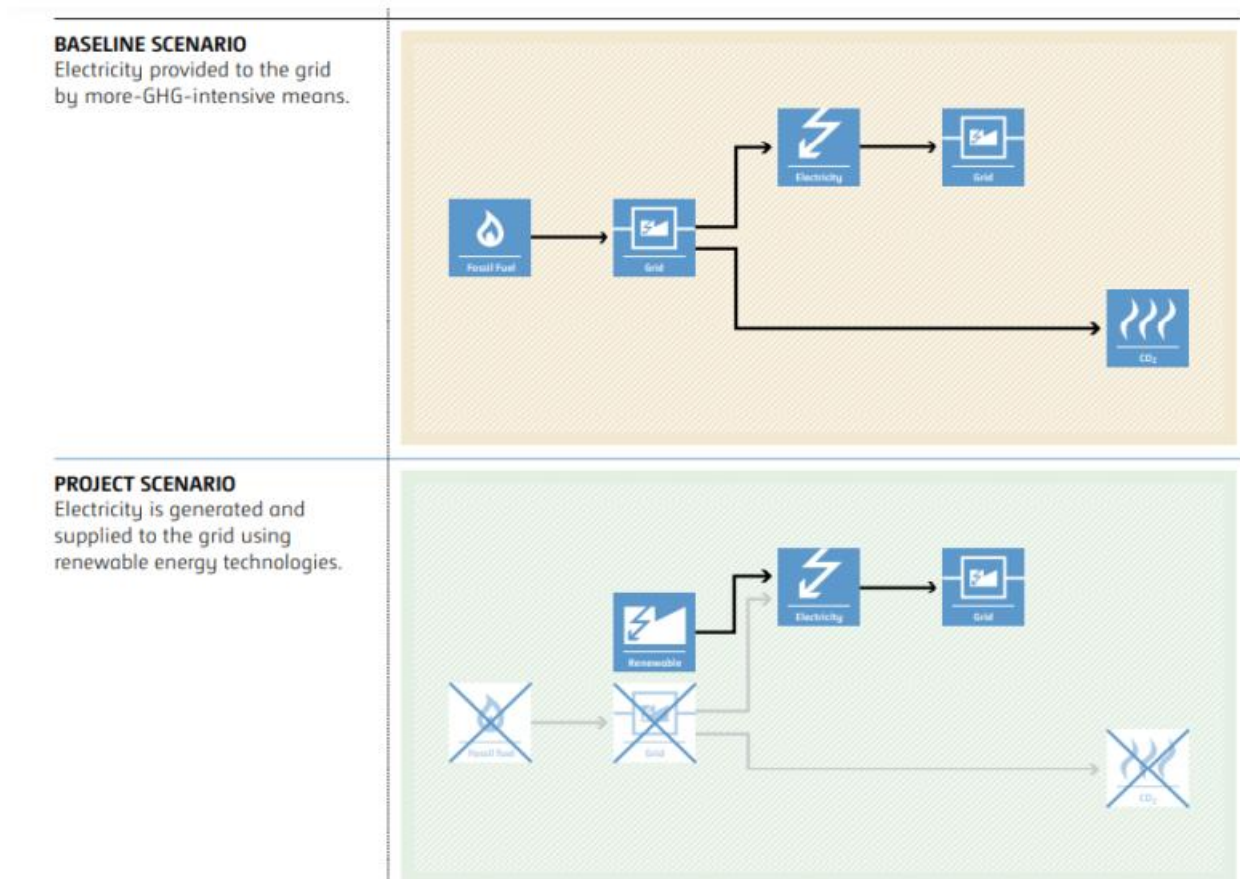 BASELINE SCENARIO
Electricity provided to the grid
by more-GHG-intensive means.
Electricity
Grid
Fossil Fuel
Grid
CO₂
PROJECT SCENARIO
Electricity is generated and
supplied to the grid using
renewable energy technologies.
Electricity
Grid
Renewable
Fossil Fuel
Grid
CO₂